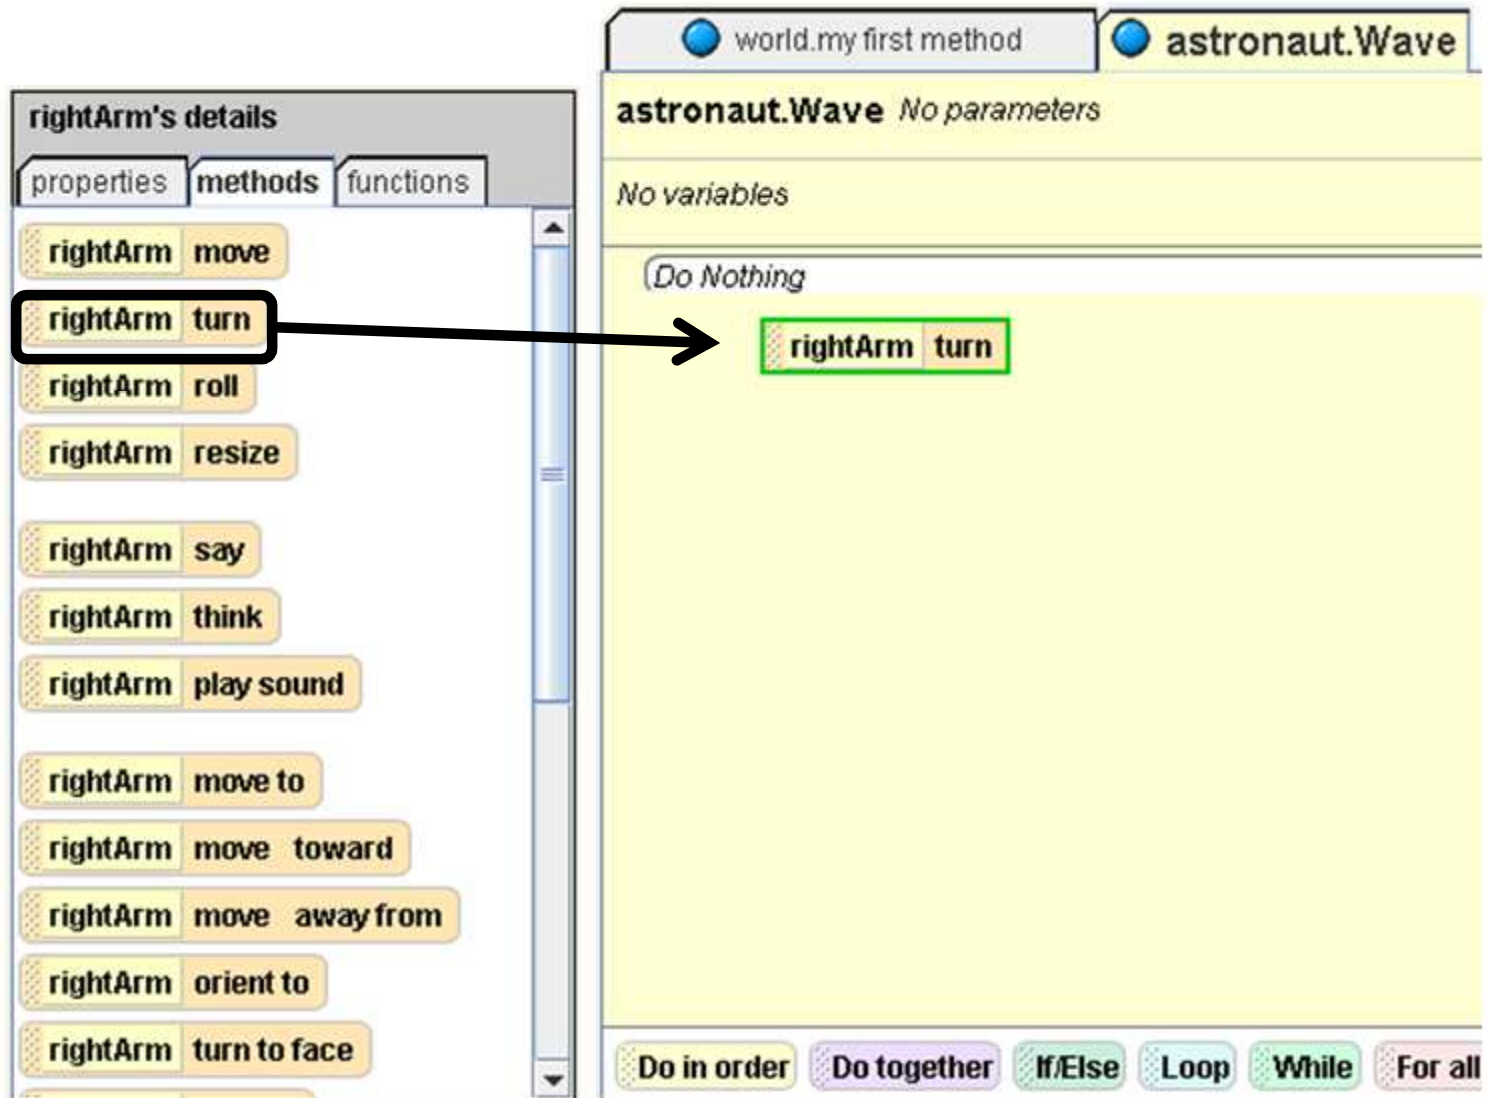 rightArm's details
properties methods functions
rightArm move
rightArm turn
rightArm roll
rightArm resize
rightArm say
rightArm think
rightArm play sound
rightArm move to
rightArm move toward
rightArm move away from
rightArm orient to
rightArm turn to face
world.my first method astronaut.Wave
astronaut.Wave No parameters
No variables
Do Nothing
rightArm turn
Do in order Do together If/Else Loop While For all